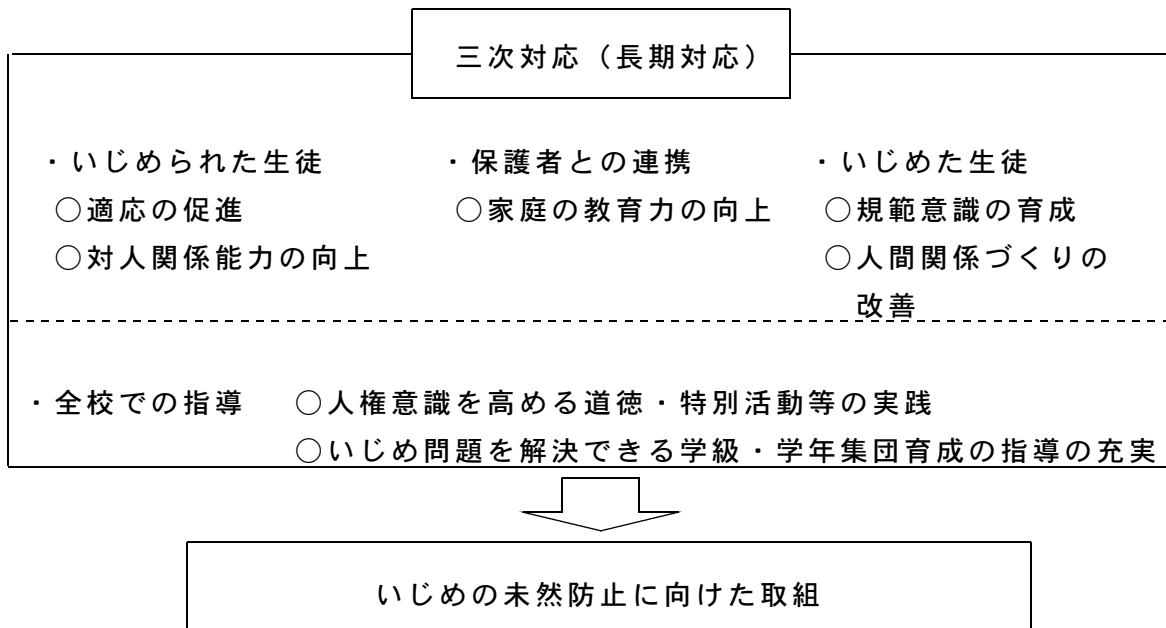 三次対応（長期対応）
・いじめられた生徒
○適応の促進
○対人関係能力の向上
・保護者との連携
○家庭の教育力の向上
・いじめた生徒
○規範意識の育成
○人間関係づくりの
改善
・全校での指導　○人権意識を高める道徳・特別活動等の実践
○いじめ問題を解決できる学級・学年集団育成の指導の充実
いじめの未然防止に向けた取組